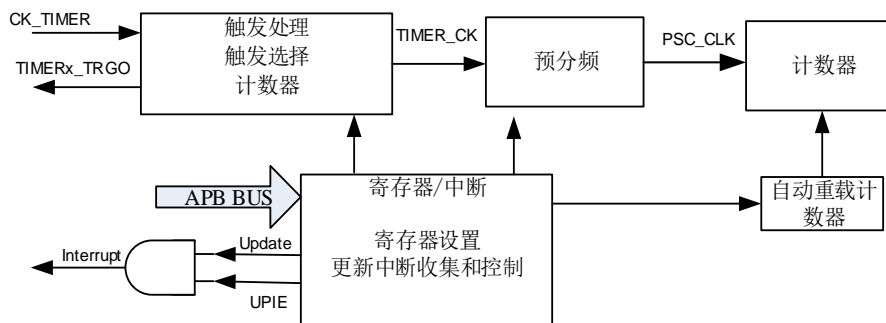 CK_TIMER
TIMERx_TRGO
触发处理
触发选择
计数器
TIMER_CK
预分频
PSC_CLK
计数器
APB BUS
寄存器/中断
寄存器设置
更新中断收集和控制
自动重载计
数器
Interrupt
Update
UPIE